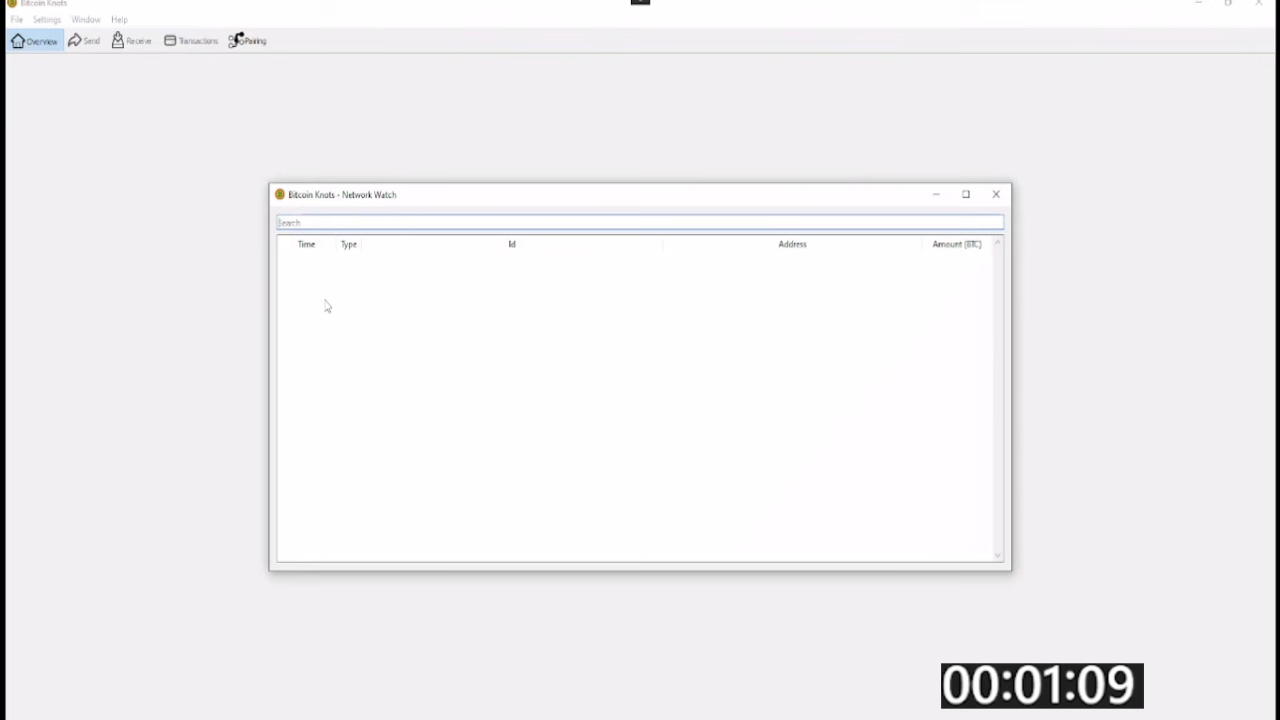 Bitcoin Knots
File Settings Window Help
Overview Send Receive Transactions Pairing
Bitcoin Knots - Network Watch
Search
Time Type Id Address Amount (BTC)
00:01:09